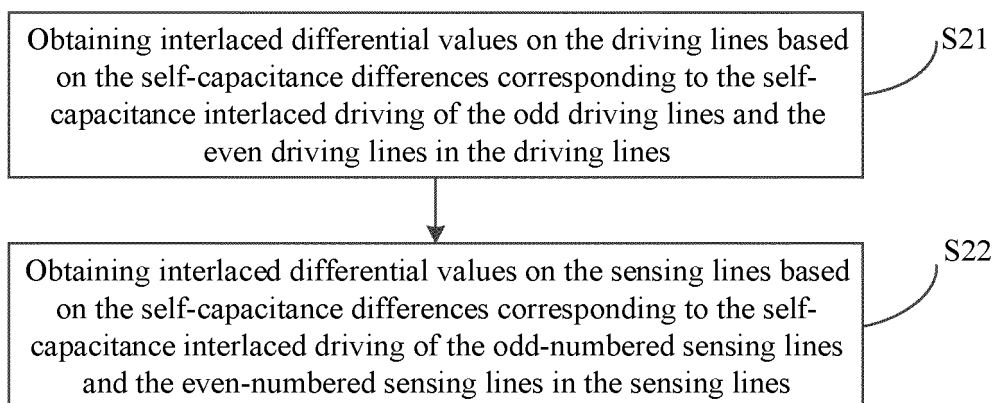 Obtaining interlaced differential values on the driving lines based
on the self-capacitance differences corresponding to the self-
capacitance interlaced driving of the odd driving lines and the
even driving lines in the driving lines
S21
Obtaining interlaced differential values on the sensing lines based
on the self-capacitance differences corresponding to the self-
capacitance interlaced driving of the odd-numbered sensing lines
and the even-numbered sensing lines in the sensing lines
S22